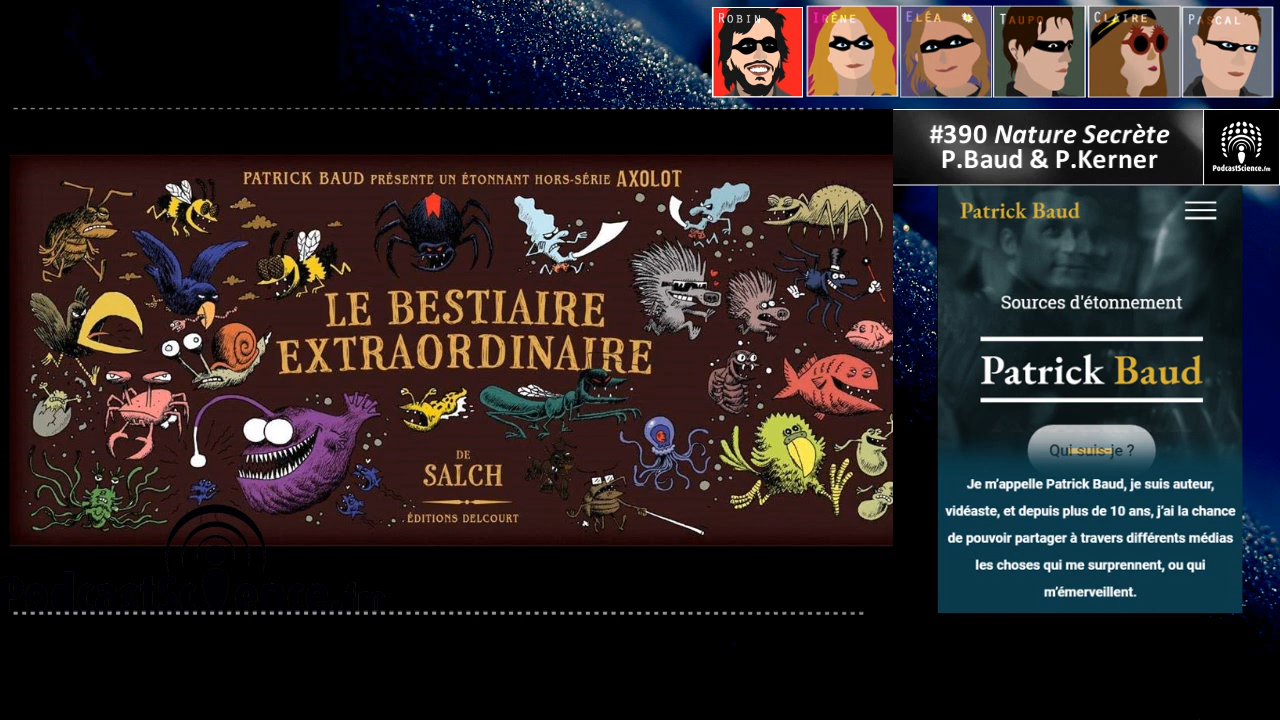 ROBIN
IRÈNE
ELÉA
TAUPO
CLAIRE
PASCAL
#390 Nature Secrète
P.Baud & P.Kerner
PodcastScience.fm
PATRICK BAUD PRÉSENTE UN ÉTONNANT HORS-SÉRIE AXOLOT
LE BESTIAIRE
EXTRAORDINAIRE
DE
SALCH
ÉDITIONS DELCOURT
Patrick Baud
Sources d'étonnement
Patrick Baud
Qui suis-je ?
Je m'appelle Patrick Baud, je suis auteur,
vidéaste, et depuis plus de 10 ans, j'ai la chance
de pouvoir partager à travers différents médias
les choses qui me surprennent, ou qui
m'émerveillent.
PodcastScience.fm